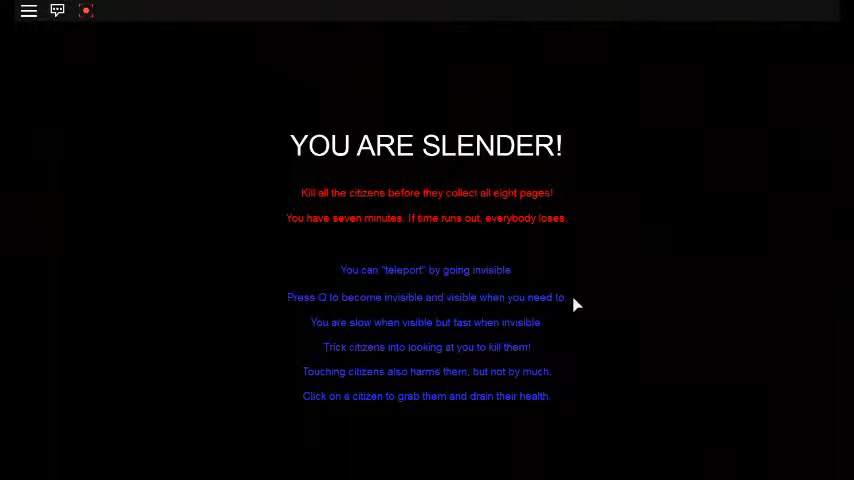 YOU ARE SLENDER!
Kill all the citizens before they collect all eight pages!
You have seven minutes. If time runs out, everybody loses.
You can "teleport" by going invisible
Press Q to become invisible and visible when you need to.
You are slow when visible but fast when invisible.
Trick citizens into looking at you to kill them!
Touching citizens also harms them, but not by much.
Click on a citizen to grab them and drain their health.